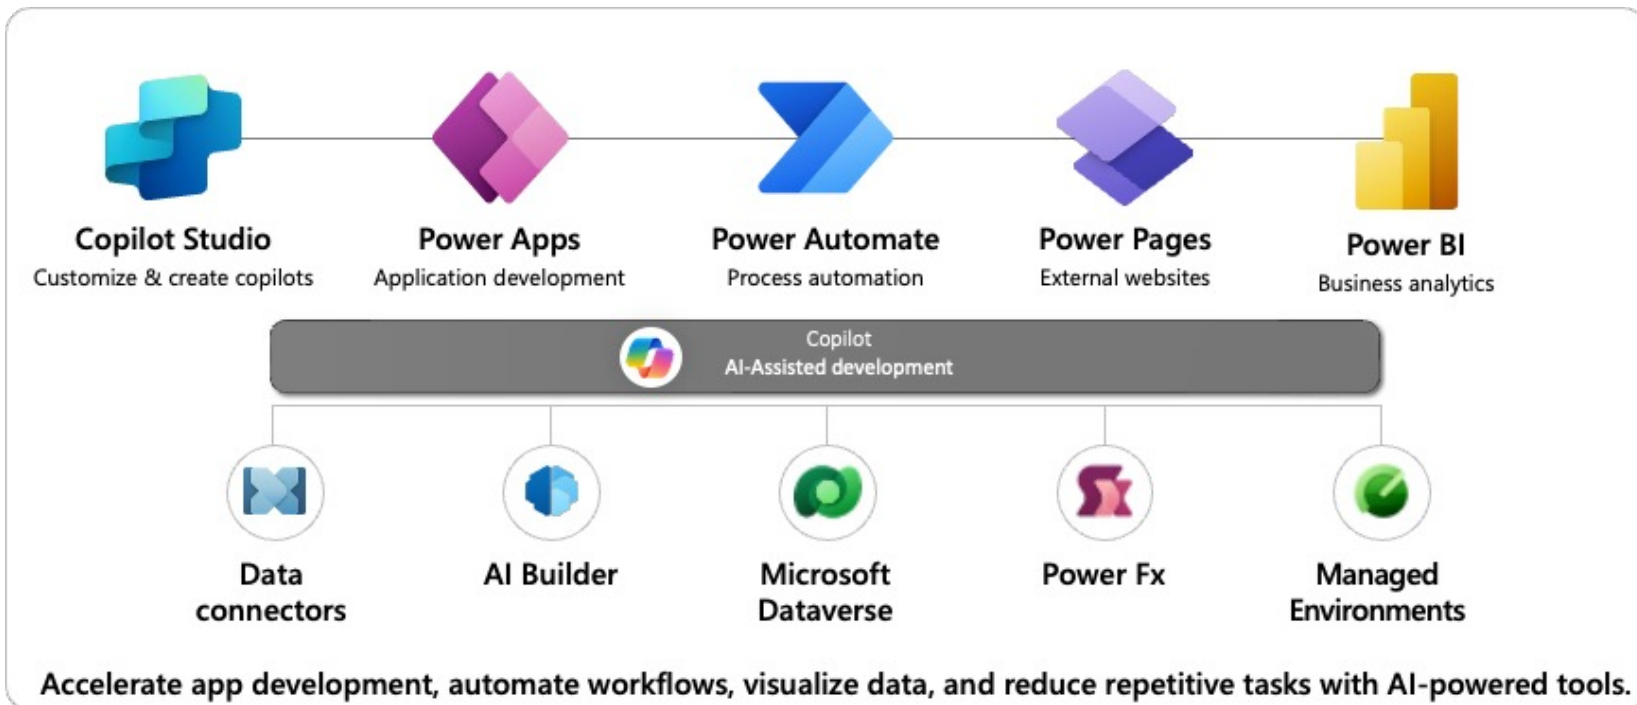 Copilot Studio
Customize & create copilots
Power Apps
Application development
Power Automate
Process automation
Power Pages
External websites
Power BI
Business analytics
Copilot
AI-Assisted development
Data
connectors
AI Builder
Microsoft
Dataverse
Power Fx
Managed
Environments
Accelerate app development, automate workflows, visualize data, and reduce repetitive tasks with AI-powered tools.